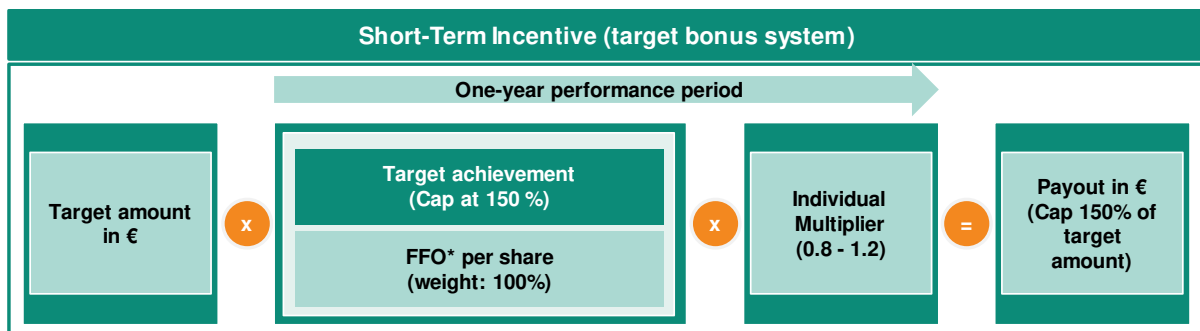 Short-Term Incentive (target bonus system)
One-year performance period
Target amount
in €
x
Target achievement
(Cap at 150 %)
FFO* per share
(weight: 100%)
x
Individual
Multiplier
(0.8 - 1.2)
=
Payout in €
(Cap 150% of
target
amount)